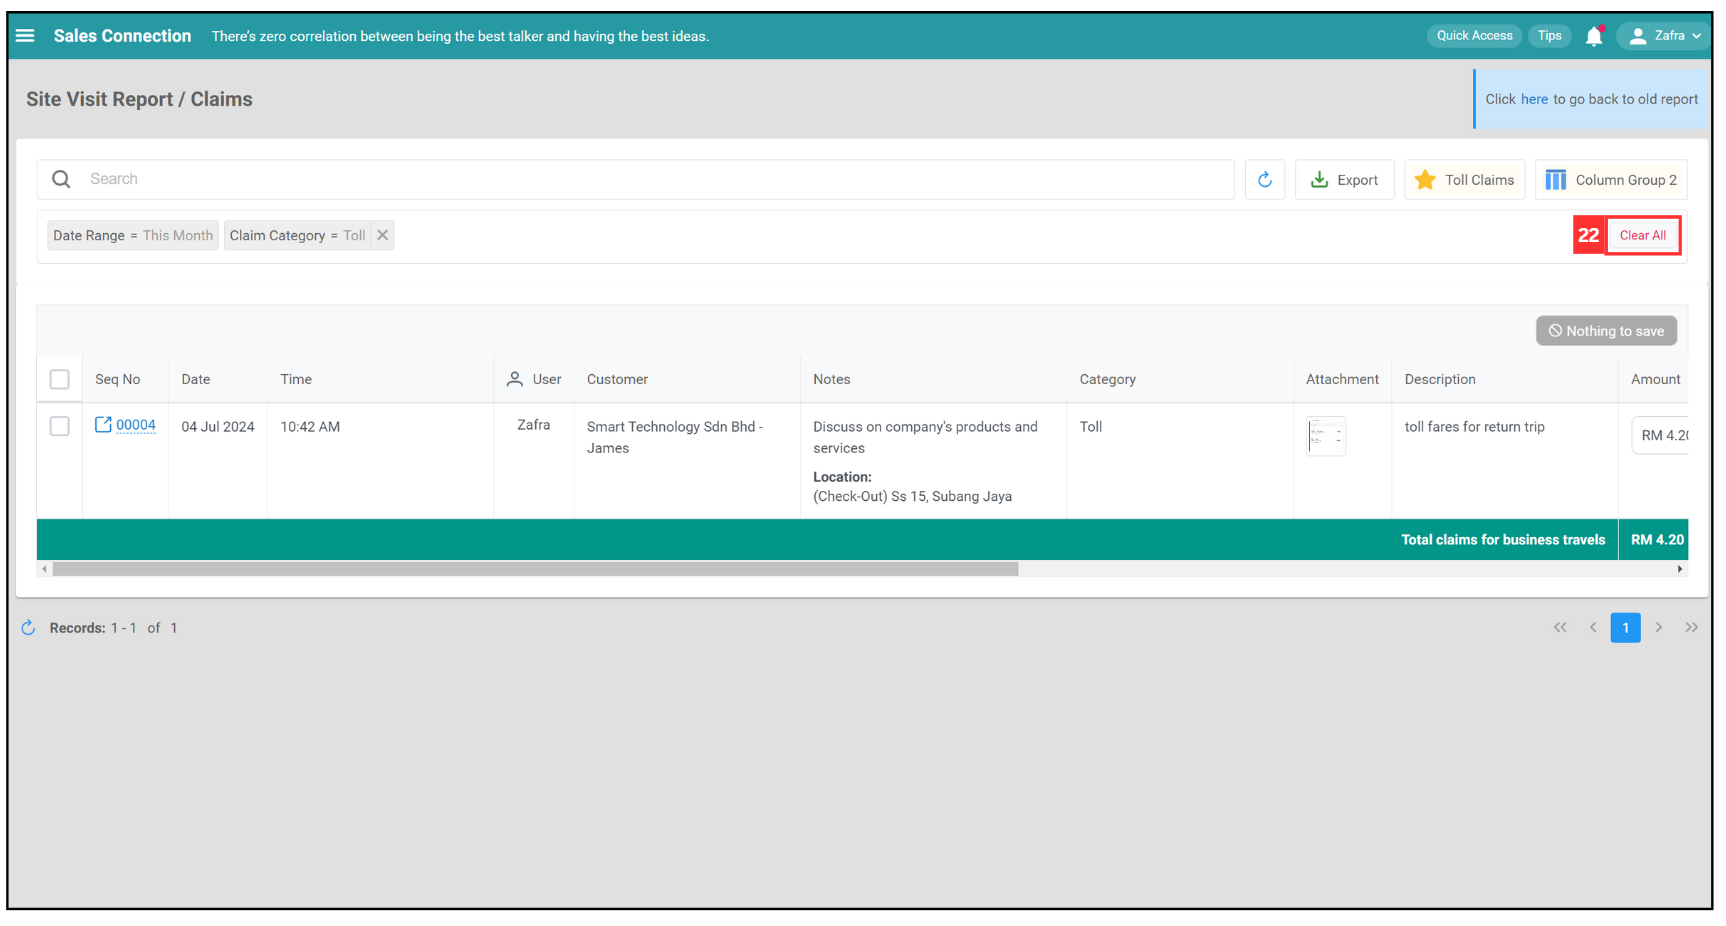 Sales Connection There's zero correlation between being the best talker and having the best ideas. Quick Access Tips Zafra
Site Visit Report / Claims
Click here to go back to old report
Search Export Toll Claims Column Group 2
Date Range = This Month Claim Category = Toll 22 Clear All
Nothing to save
Seq No Date Time User Customer Notes Category Attachment Description Amount
00004 04 Jul 2024 10:42 AM Zafra Smart Technology Sdn Bhd - Discuss on company's products and Toll toll fares for return trip RM 4.20
James services
Location:
(Check-Out) Ss 15, Subang Jaya
Total claims for business travels RM 4.20
Records: 1 - 1 of 1 1